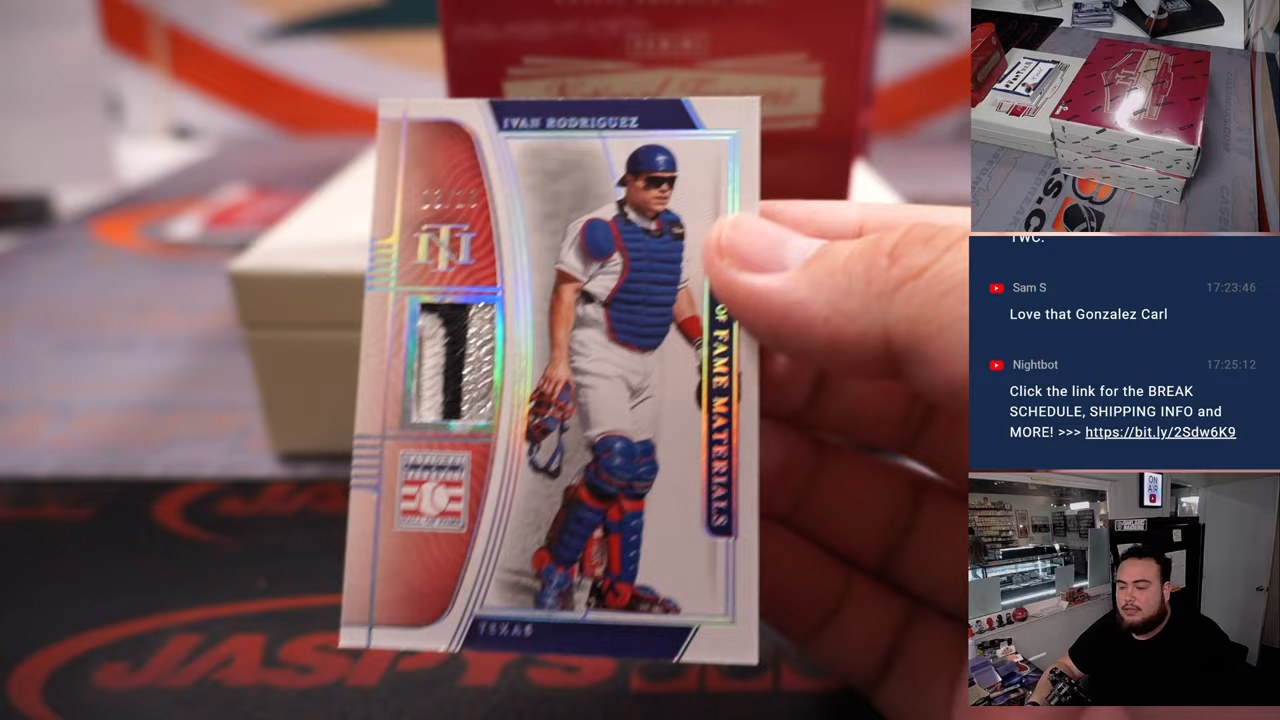 IVAN RODRIGUEZ
OF FAME MATERIALS
TEXAS
JASPYS
TWC.
Sam S 17:23:46
Love that Gonzalez Carl
Nightbot 17:25:12
Click the link for the BREAK
SCHEDULE, SHIPPING INFO and
MORE! >>> https://bit.ly/2Sdw6K9
ON
AIR